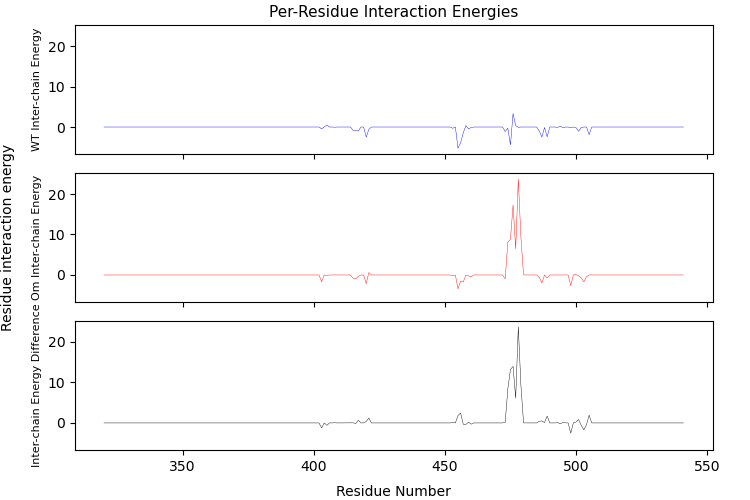 Per-Residue Interaction Energies
Residue interaction energy
WT Inter-chain Energy
20
10
0
Om Inter-chain Energy
20
10
0
Inter-chain Energy Difference
20
10
0
350
400
450
500
550
Residue Number